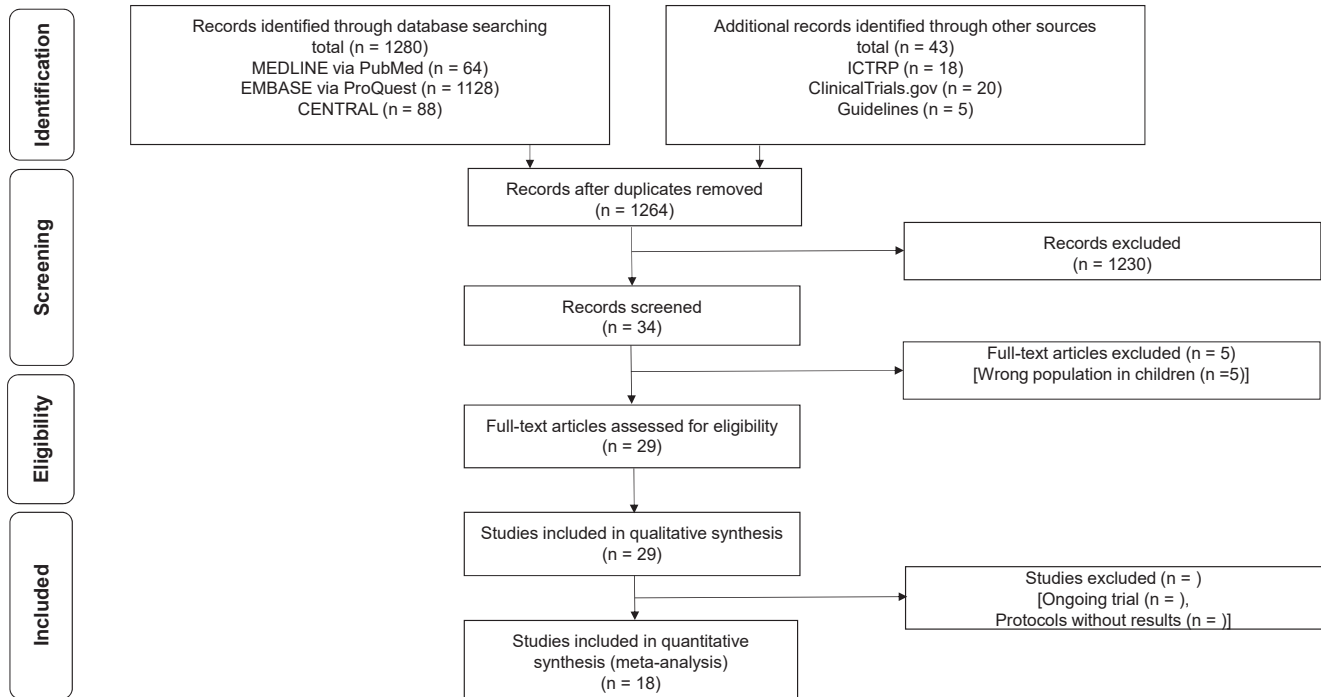 Identification
Records identified through database searching
total (n = 1280)
MEDLINE via PubMed (n = 64)
EMBASE via ProQuest (n = 1128)
CENTRAL (n = 88)
Additional records identified through other sources
total (n = 43)
ICTRP (n = 18)
ClinicalTrials.gov (n = 20)
Guidelines (n = 5)
Screening
Records after duplicates removed
(n = 1264)
Records excluded
(n = 1230)
Records screened
(n = 34)
Full-text articles excluded (n = 5)
[Wrong population in children (n =5)]
Eligibility
Full-text articles assessed for eligibility
(n = 29)
Included
Studies included in qualitative synthesis
(n = 29)
Studies excluded (n = )
[Ongoing trial (n = ),
Protocols without results (n = )]
Studies included in quantitative
synthesis (meta-analysis)
(n = 18)